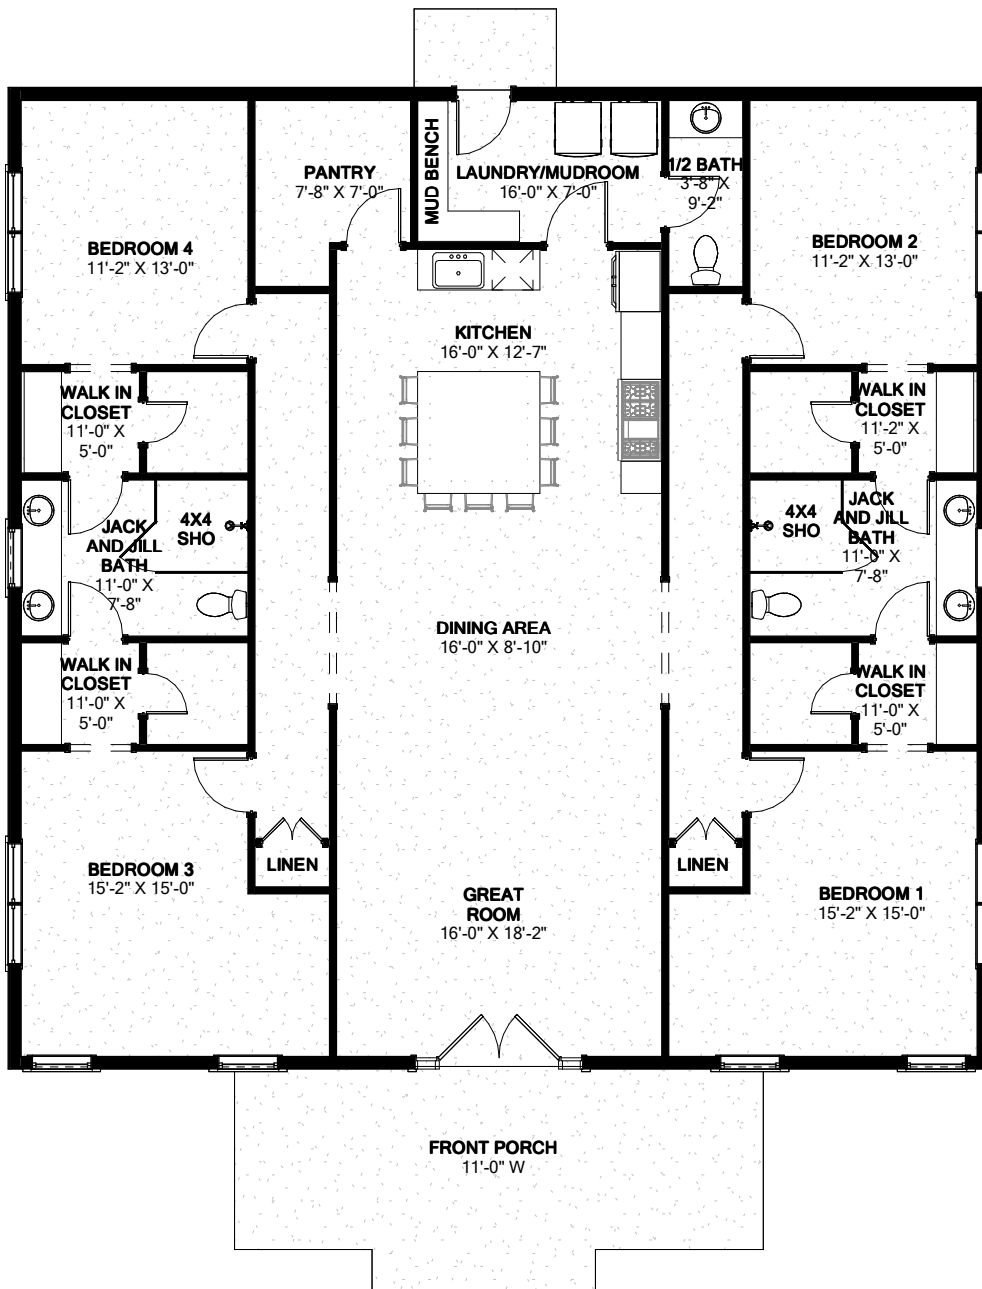 MUD BENCH
PANTRY
7'-8" X 7'-0"
LAUNDRY/MUDROOM
16'-0" X 7'-0"
1/2 BATH
3'-8" X
9'-2"
BEDROOM 4
11'-2" X 13'-0"
BEDROOM 2
11'-2" X 13'-0"
KITCHEN
16'-0" X 12'-7"
WALK IN
CLOSET
11'-0" X
5'-0"
WALK IN
CLOSET
11'-2" X
5'-0"
4X4
SHO
JACK
AND JILL
BATH
11'-0" X
7'-8"
4X4
SHO
JACK
AND JILL
BATH
11'-0" X
7'-8"
DINING AREA
16'-0" X 8'-10"
WALK IN
CLOSET
11'-0" X
5'-0"
WALK IN
CLOSET
11'-0" X
5'-0"
BEDROOM 3
15'-2" X 15'-0"
LINEN
LINEN
GREAT
ROOM
16'-0" X 18'-2"
BEDROOM 1
15'-2" X 15'-0"
FRONT PORCH
11'-0" W